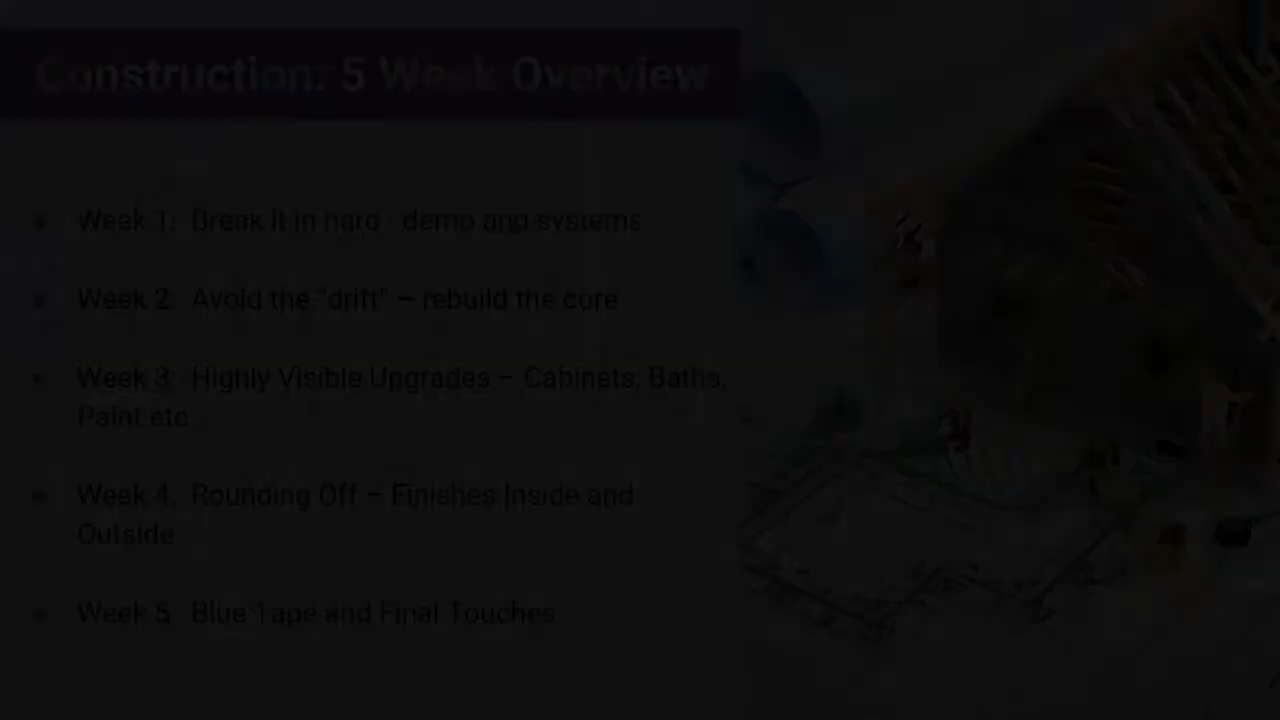 Construction: 5 Week Overview
Week 1: Break it in hard - demo and systems
Week 2: Avoid the "drift" – rebuild the core
Week 3: Highly Visible Upgrades – Cabinets, Baths,
Paint etc
Week 4: Rounding Off – Finishes Inside and
Outside
Week 5: Blue Tape and Final Touches